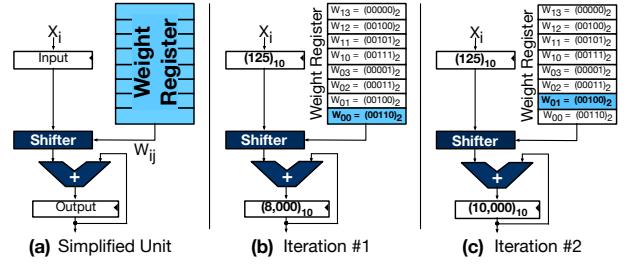 X_i
Input
Weight
Register
Shifter
W_ij
+
Output
(a) Simplified Unit
X_i
(125)_10
Weight Register
W_13 = (00000)_2
W_12 = (00100)_2
W_11 = (00101)_2
W_10 = (00111)_2
W_03 = (00001)_2
W_02 = (00011)_2
W_01 = (00100)_2
W_00 = (00110)_2
Shifter
+
(8,000)_10
(b) Iteration #1
X_i
(125)_10
Weight Register
W_13 = (00000)_2
W_12 = (00100)_2
W_11 = (00101)_2
W_10 = (00111)_2
W_03 = (00001)_2
W_02 = (00011)_2
W_01 = (00100)_2
W_00 = (00110)_2
Shifter
+
(10,000)_10
(c) Iteration #2